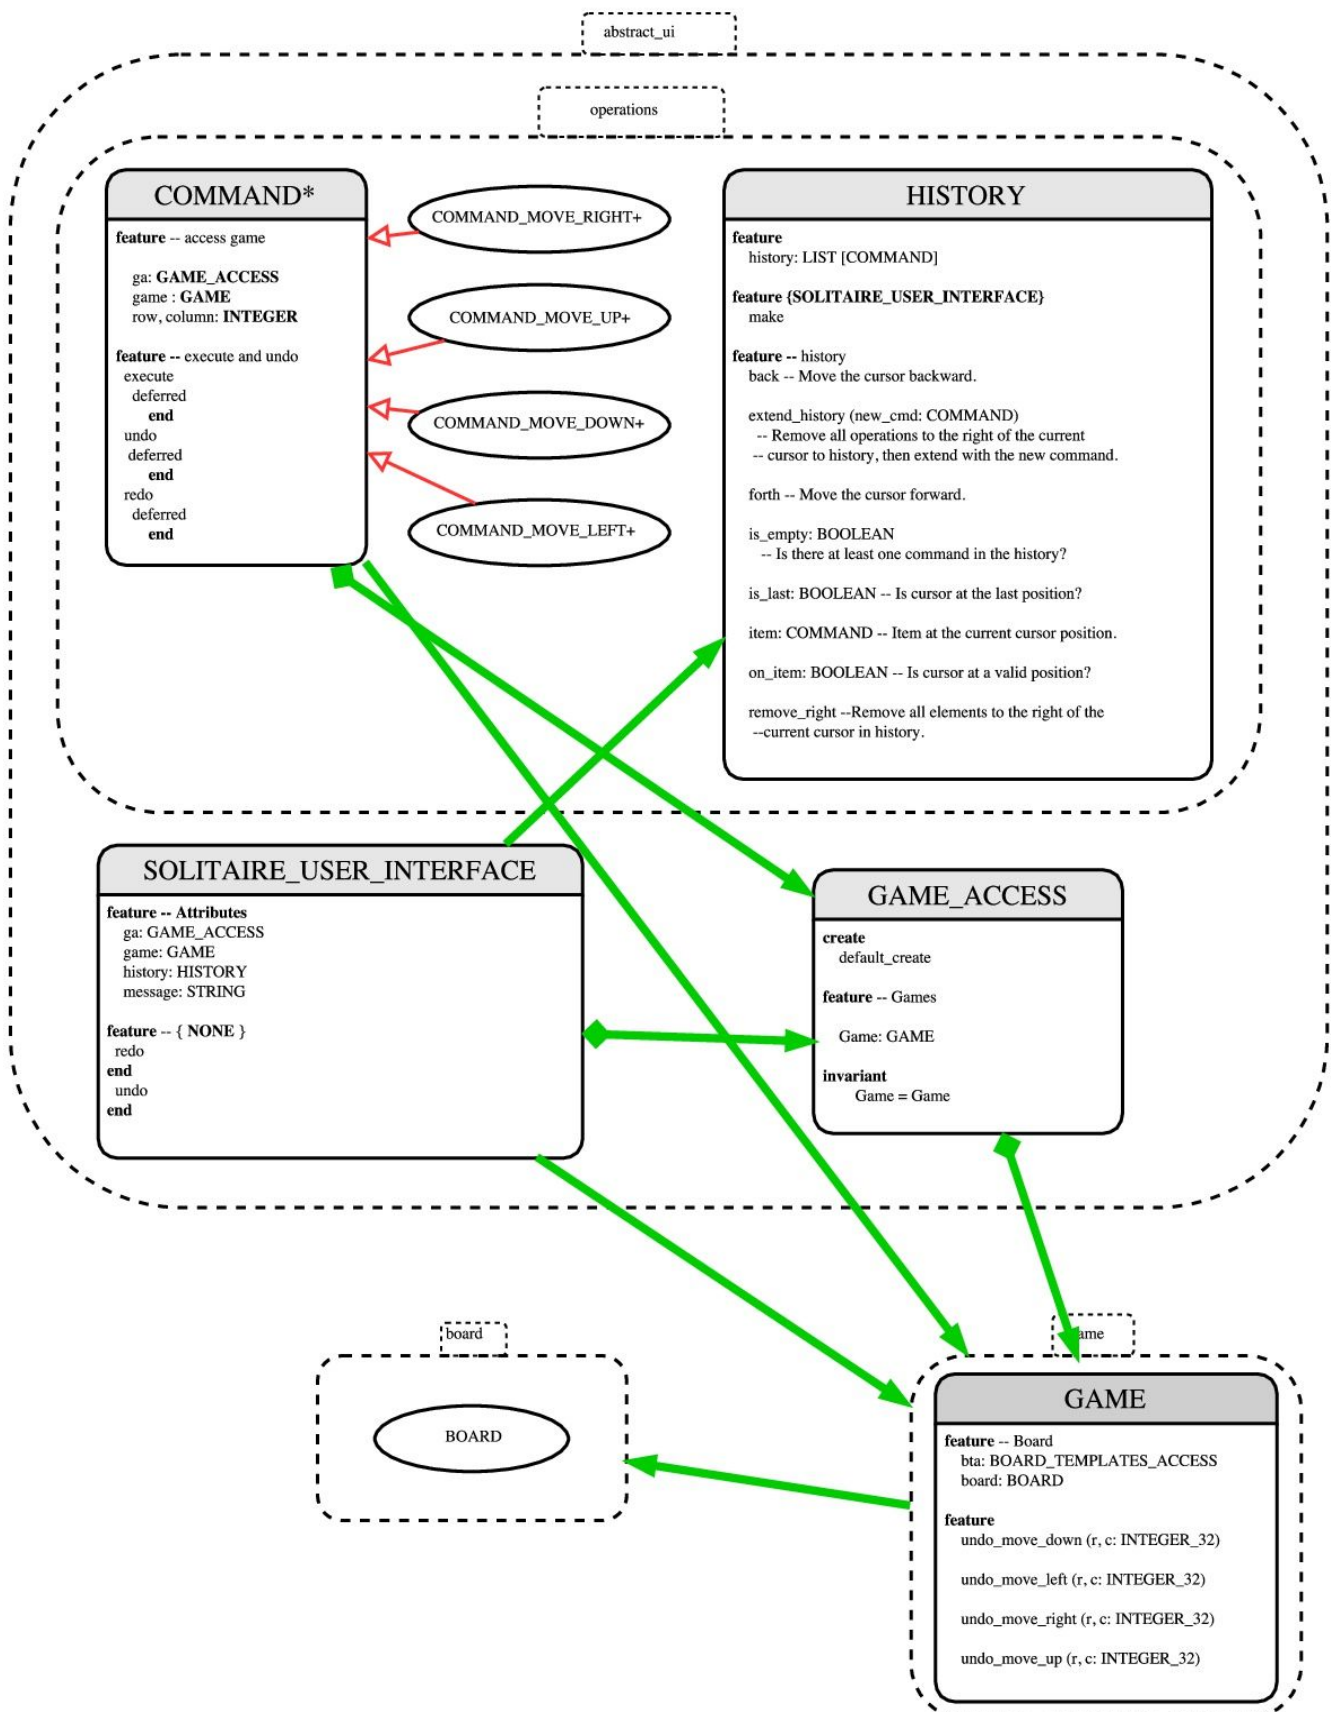 abstract_ui
operations
COMMAND*
feature -- access game
ga: GAME_ACCESS
game : GAME
row, column: INTEGER
feature -- execute and undo
execute
deferred
end
undo
deferred
end
redo
deferred
end
COMMAND_MOVE_RIGHT+
COMMAND_MOVE_UP+
COMMAND_MOVE_DOWN+
COMMAND_MOVE_LEFT+
HISTORY
feature
history: LIST [COMMAND]
feature {SOLITAIRE_USER_INTERFACE}
make
feature -- history
back -- Move the cursor backward.
extend_history (new_cmd: COMMAND)
-- Remove all operations to the right of the current
-- cursor to history, then extend with the new command.
forth -- Move the cursor forward.
is_empty: BOOLEAN
-- Is there at least one command in the history?
is_last: BOOLEAN -- Is cursor at the last position?
item: COMMAND -- Item at the current cursor position.
on_item: BOOLEAN -- Is cursor at a valid position?
remove_right --Remove all elements to the right of the
--current cursor in history.
SOLITAIRE_USER_INTERFACE
feature -- Attributes
ga: GAME_ACCESS
game: GAME
history: HISTORY
message: STRING
feature -- { NONE }
redo
end
undo
end
GAME_ACCESS
create
default_create
feature -- Games
Game: GAME
invariant
Game = Game
board
BOARD
GAME
feature -- Board
bta: BOARD_TEMPLATES_ACCESS
board: BOARD
feature
undo_move_down (r, c: INTEGER_32)
undo_move_left (r, c: INTEGER_32)
undo_move_right (r, c: INTEGER_32)
undo_move_up (r, c: INTEGER_32)